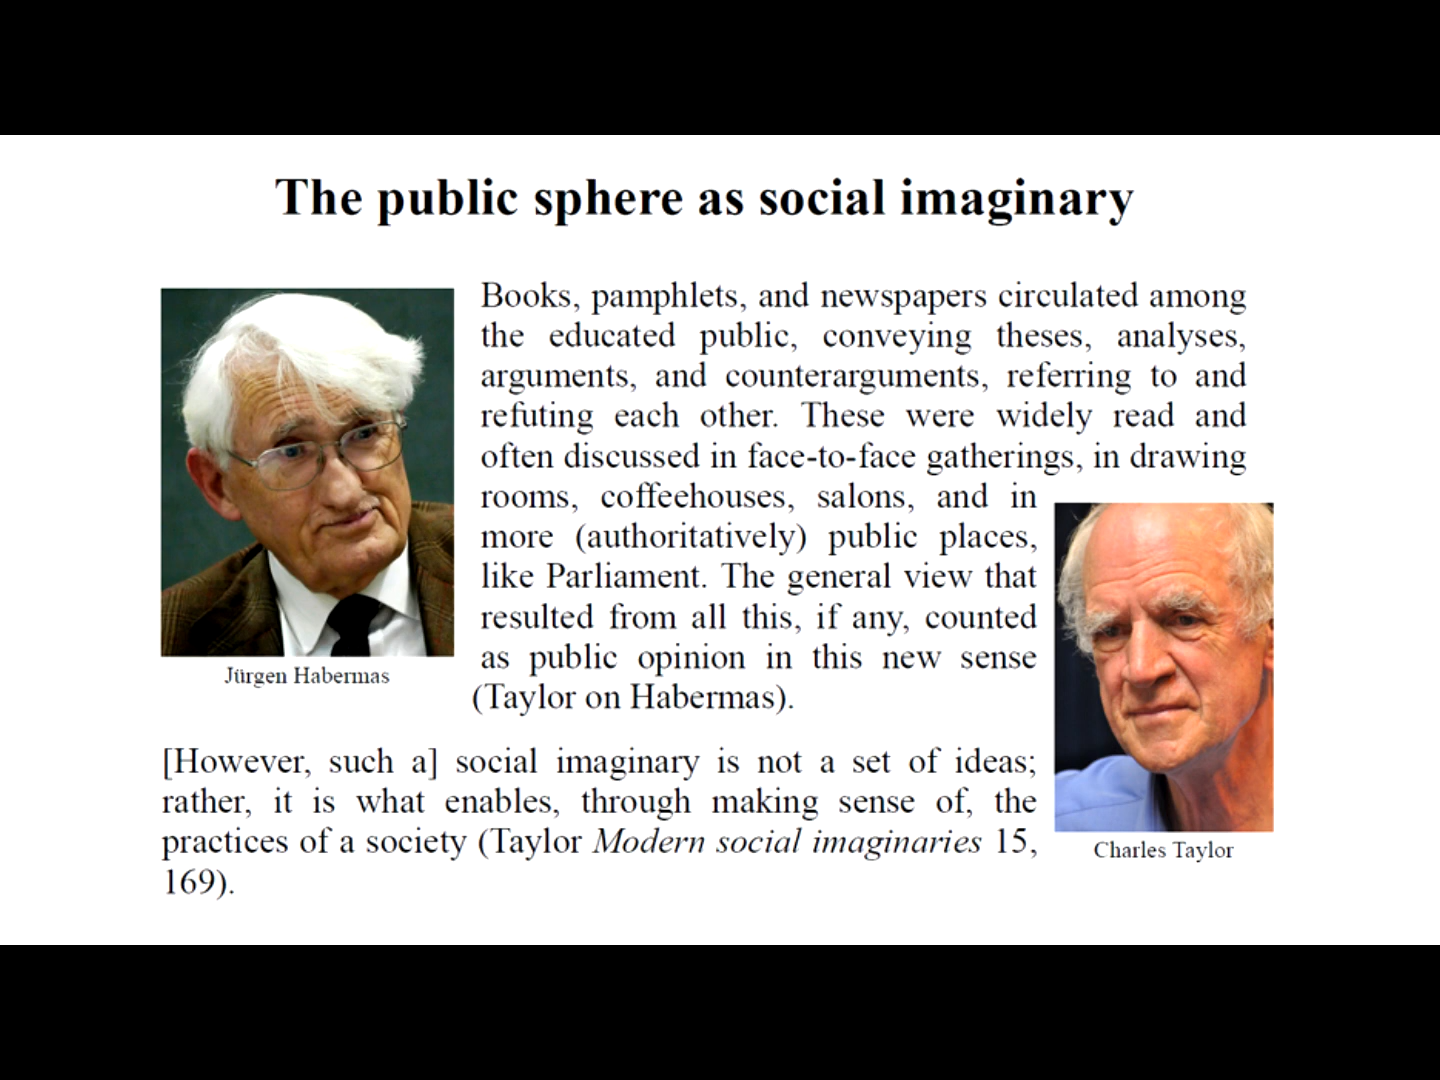 The public sphere as social imaginary
Books, pamphlets, and newspapers circulated among
the educated public, conveying theses, analyses,
arguments, and counterarguments, referring to and
refuting each other. These were widely read and
often discussed in face-to-face gatherings, in drawing
rooms, coffeehouses, salons, and in
more (authoritatively) public places,
like Parliament. The general view that
resulted from all this, if any, counted
as public opinion in this new sense
(Taylor on Habermas).
Jürgen Habermas
[However, such a] social imaginary is not a set of ideas;
rather, it is what enables, through making sense of, the
practices of a society (Taylor Modern social imaginaries 15,
169).
Charles Taylor